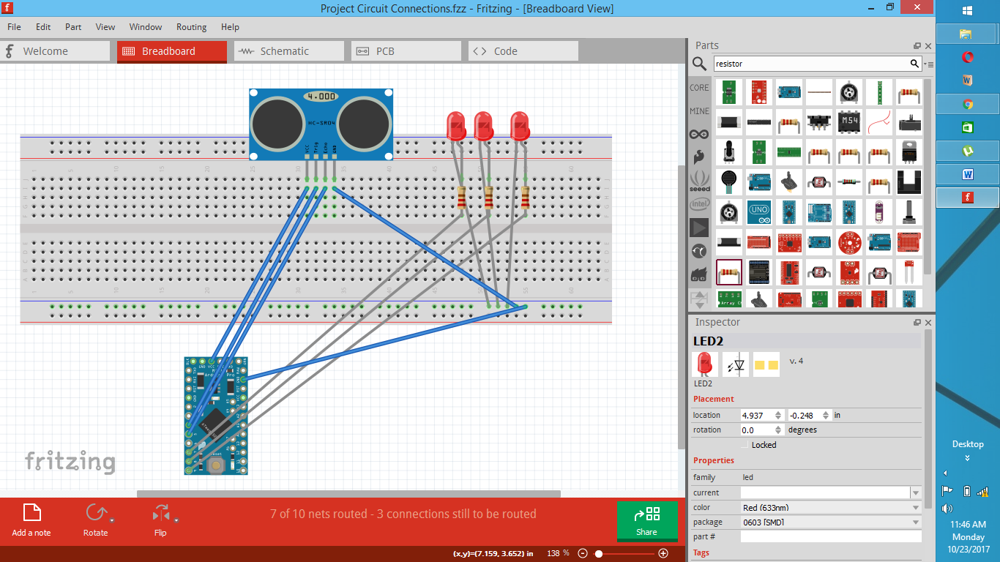 Project Circuit Connections.fzz - Fritzing - [Breadboard View]
File Edit Part View Window Routing Help
Welcome
Breadboard
Schematic
PCB
Code
4.000
HC-SR04
VCC Trig Echo GND
fritzing
7 of 10 nets routed - 3 connections still to be routed
Add a note
Rotate
Flip
Share
(x,y)=(7.159, 3.652) in 138 %
Parts
resistor
CORE
MINE
seeed
intel
M54
UNO
Inspector
LED2
v. 4
LED2
Placement
location 4.937 -0.248 in
rotation 0.0 degrees
Locked
Properties
family led
current
color Red (633nm)
package 0603 [SMD]
part #
Tags
Desktop
11:46 AM
Monday
10/23/2017